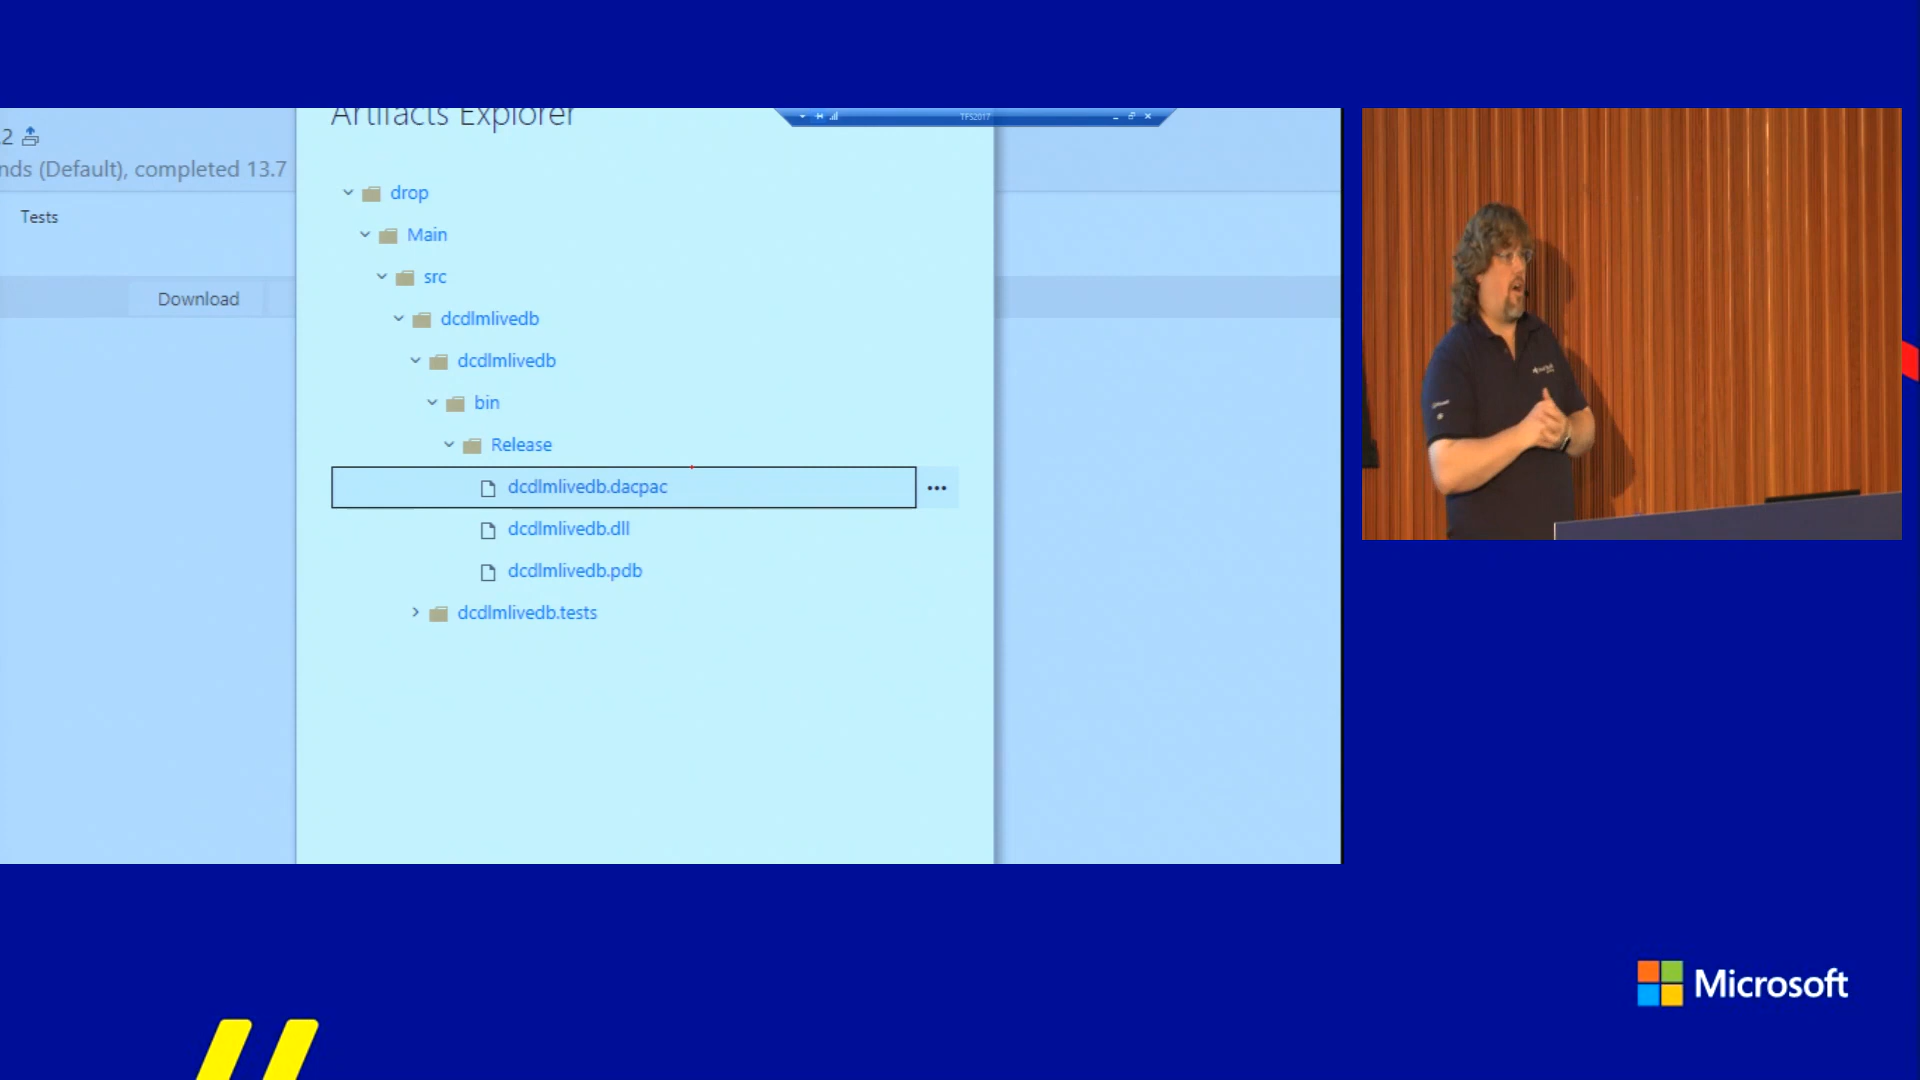 Artifacts Explorer
TFS2017
.2
nds (Default), completed 13.7
drop
Tests
Main
src
Download
dcdlmlivedb
dcdlmlivedb
bin
Release
dcdlmlivedb.dacpac
dcdlmlivedb.dll
dcdlmlivedb.pdb
dcdlmlivedb.tests
Microsoft